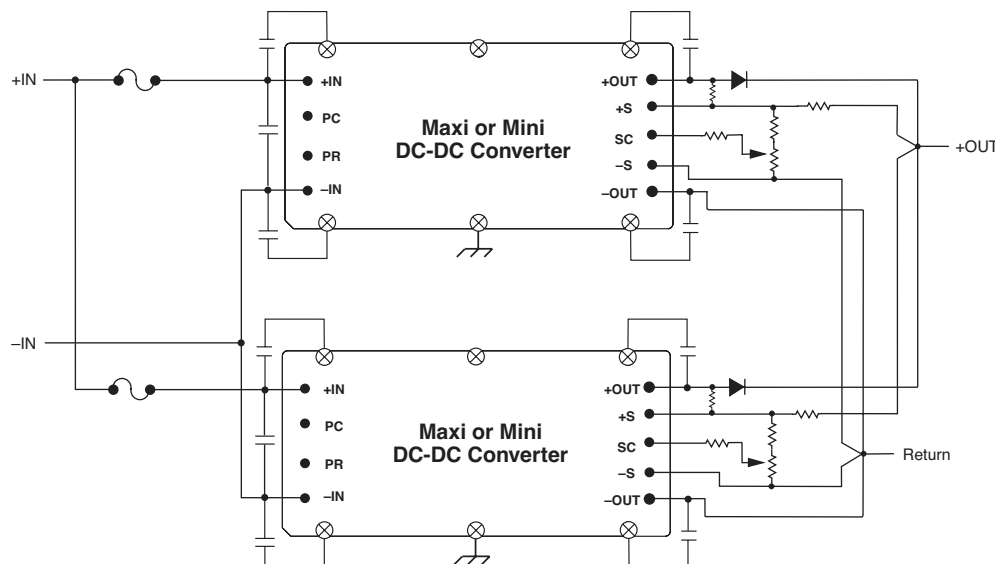 +IN
+IN
PC
PR
–IN
Maxi or Mini
DC-DC Converter
+OUT
+S
SC
–S
–OUT
+OUT
–IN
+IN
PC
PR
–IN
Maxi or Mini
DC-DC Converter
+OUT
+S
SC
–S
–OUT
Return